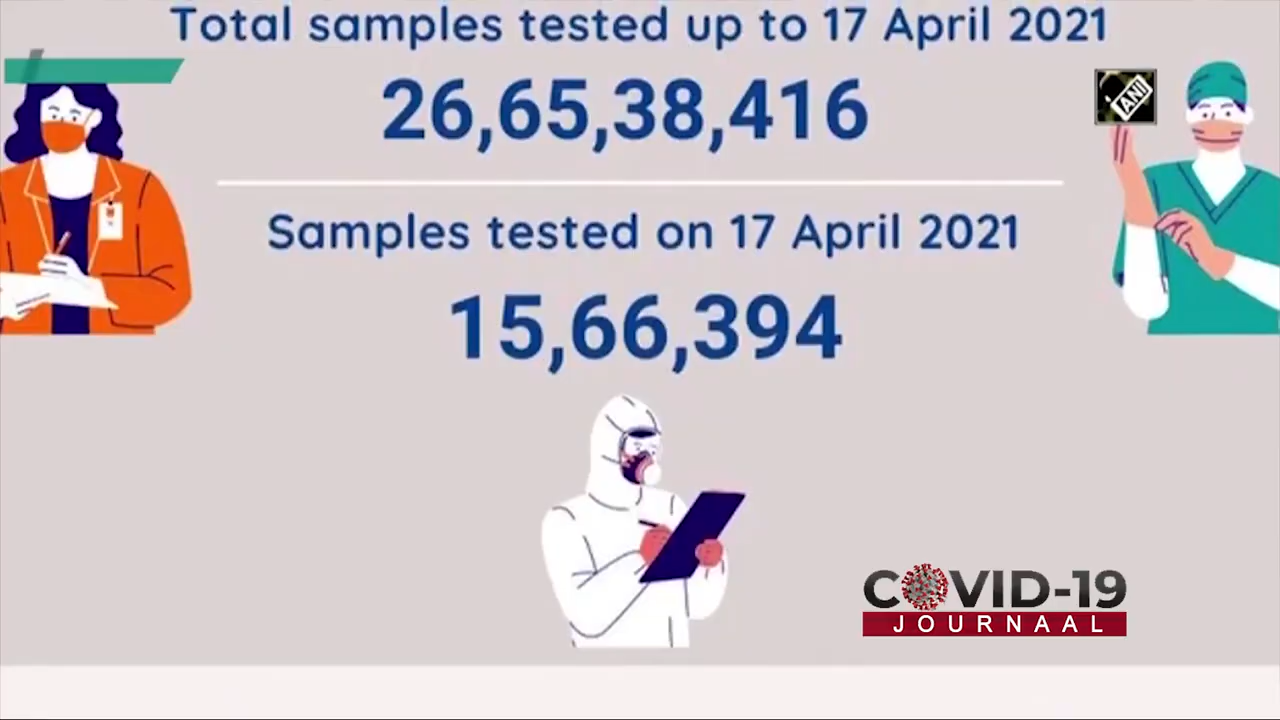 Total samples tested up to 17 April 2021
26,65,38,416
ANI
Samples tested on 17 April 2021
15,66,394
COVID-19
JOURNAAL